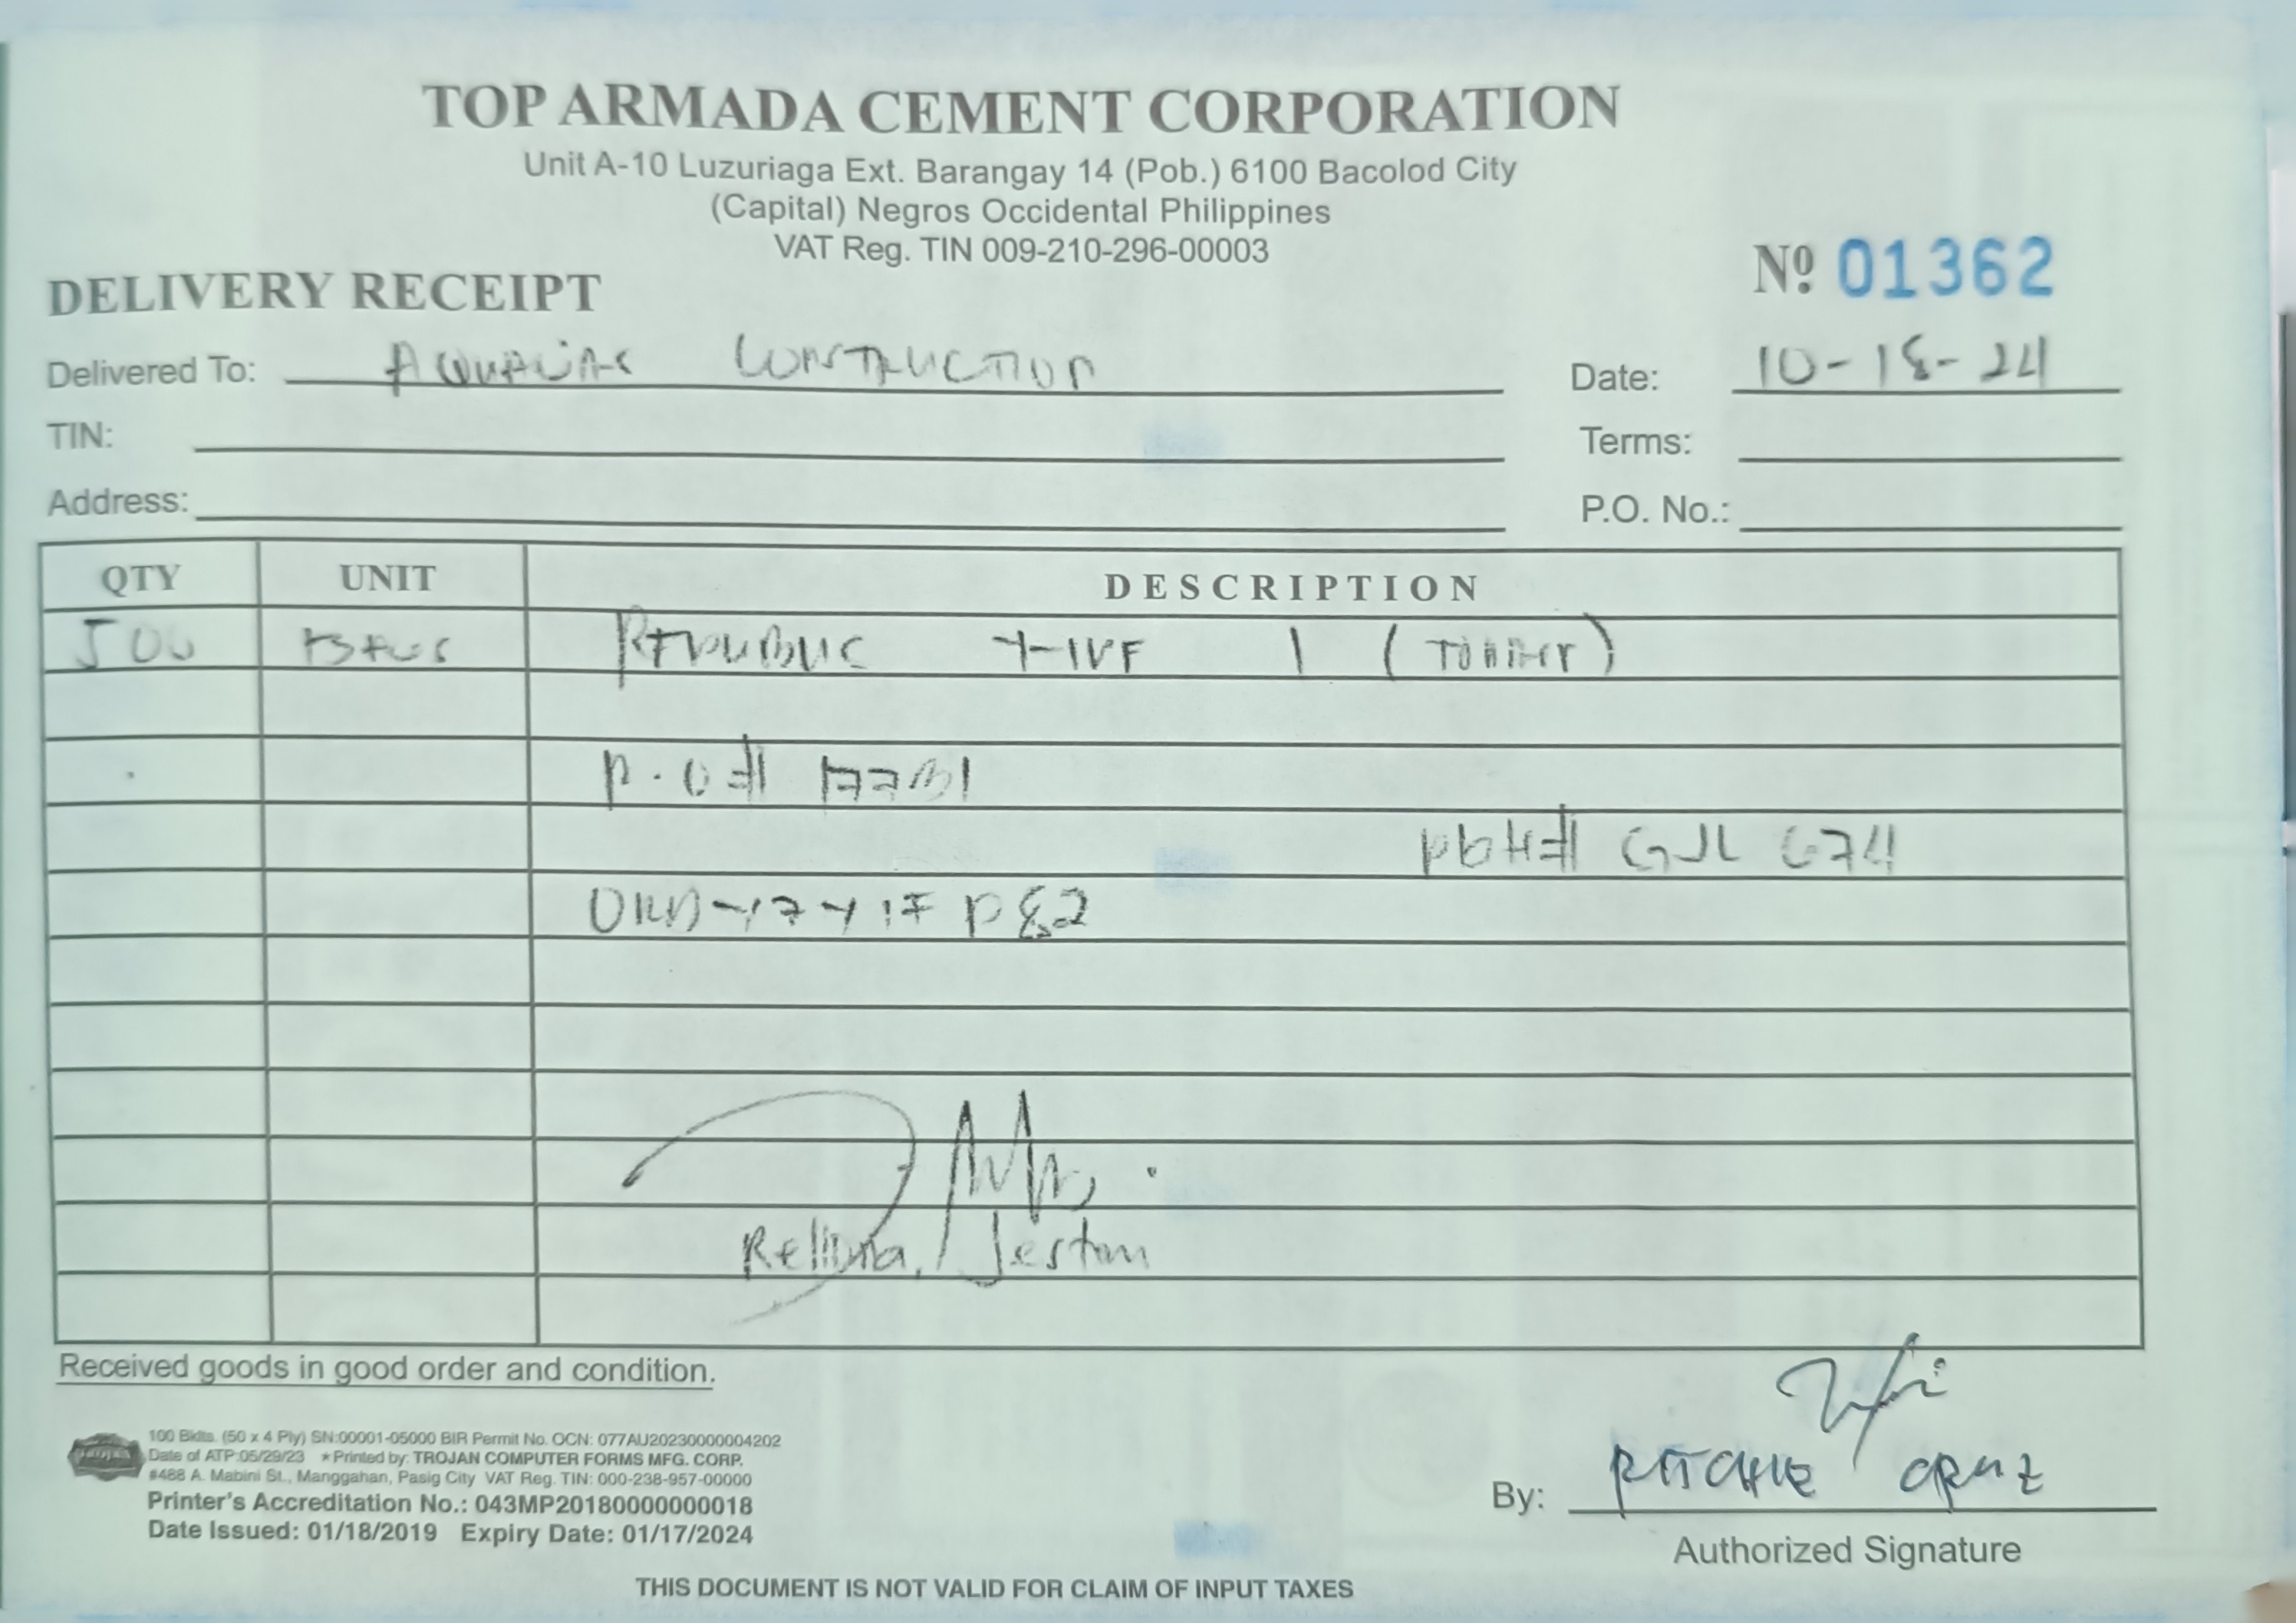 TOP ARMADA CEMENT CORPORATION
Unit A-10 Luzuriaga Ext. Barangay 14 (Pob.) 6100 Bacolod City
(Capital) Negros Occidental Philippines
VAT Reg. TIN 009-210-296-00003
DELIVERY RECEIPT
Nº 01362
Delivered To: CONSTRUCTION
Date: 10-18-24
TIN:
Terms:
Address:
P.O. No.:
QTY UNIT DESCRIPTION
500 BAGS REPUBLIC TYPE 1 (TONNER)
P.O#
GJL 674
Jestoni
Received goods in good order and condition.
100 Bklts. (50 x 4 Ply) SN:00001-05000 BIR Permit No. OCN: 077AU20230000004202
Date of ATP:05/29/23 ★Printed by: TROJAN COMPUTER FORMS MFG. CORP.
#488 A. Mabini St., Manggahan, Pasig City VAT Reg. TIN: 000-238-957-00000
Printer's Accreditation No.: 043MP20180000000018
Date Issued: 01/18/2019 Expiry Date: 01/17/2024
By: RITCHIE CRUZ
Authorized Signature
THIS DOCUMENT IS NOT VALID FOR CLAIM OF INPUT TAXES